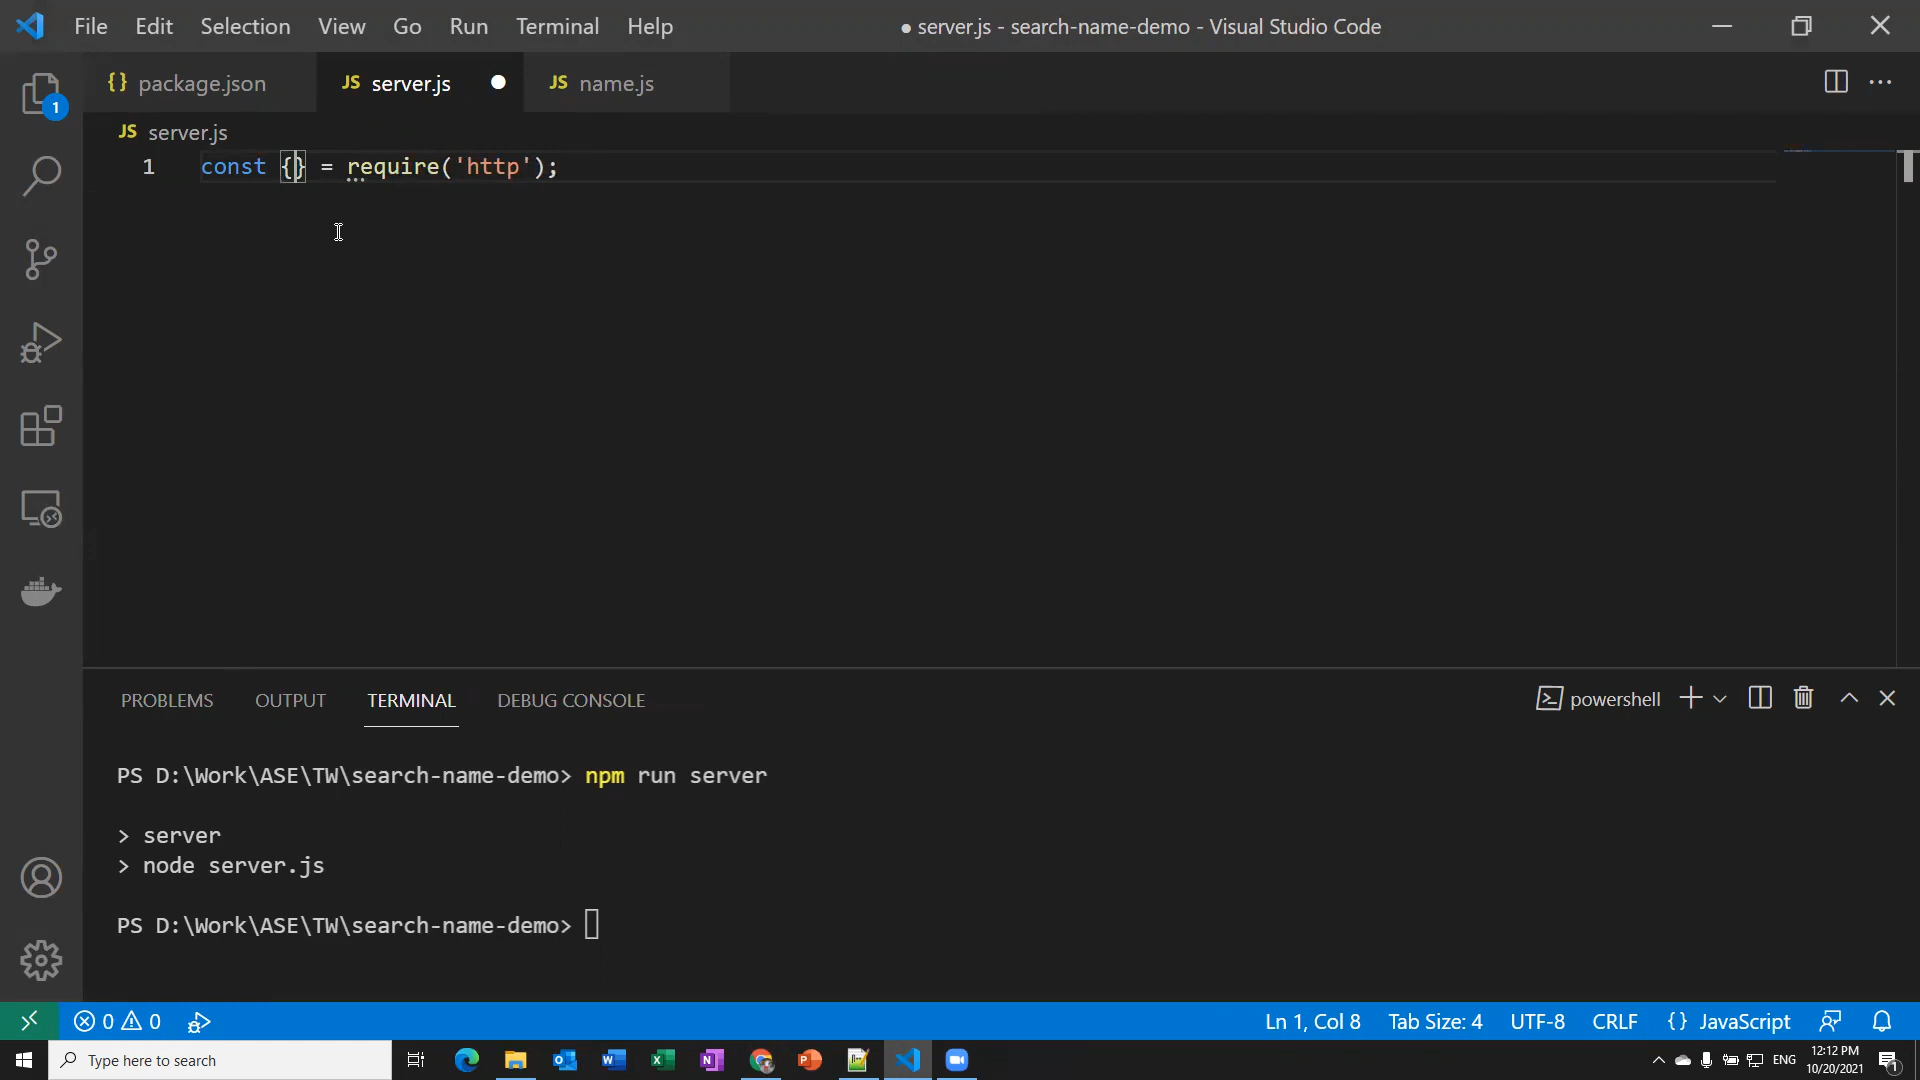 File Edit Selection View Go Run Terminal Help ● server.js - search-name-demo - Visual Studio Code
{} package.json JS server.js JS name.js
1
JS server.js
1 const {} = require('http');
PROBLEMS OUTPUT TERMINAL DEBUG CONSOLE powershell
PS D:\Work\ASE\TW\search-name-demo> npm run server
> server
> node server.js
PS D:\Work\ASE\TW\search-name-demo>
0 0 Ln 1, Col 8 Tab Size: 4 UTF-8 CRLF {} JavaScript
Type here to search ENG 12:12 PM
10/20/2021 1